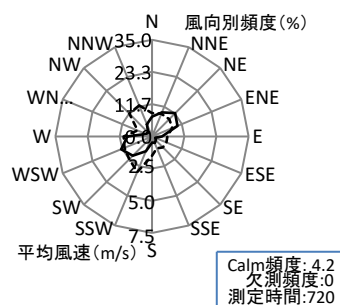 N
風向別頻度(%)
35.0
NNW
NNE
NW
NE
23.3
WN...
ENE
11.7
W
0.0
E
WSW
2.5
ESE
SW
5.0
SE
SSW
SSE
平均風速(m/s)
7.5
S
Calm頻度: 4.2
欠測頻度:0
測定時間:720